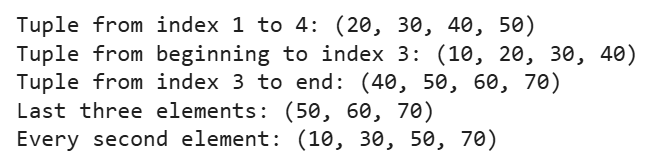 Tuple from index 1 to 4: (20, 30, 40, 50)
Tuple from beginning to index 3: (10, 20, 30, 40)
Tuple from index 3 to end: (40, 50, 60, 70)
Last three elements: (50, 60, 70)
Every second element: (10, 30, 50, 70)